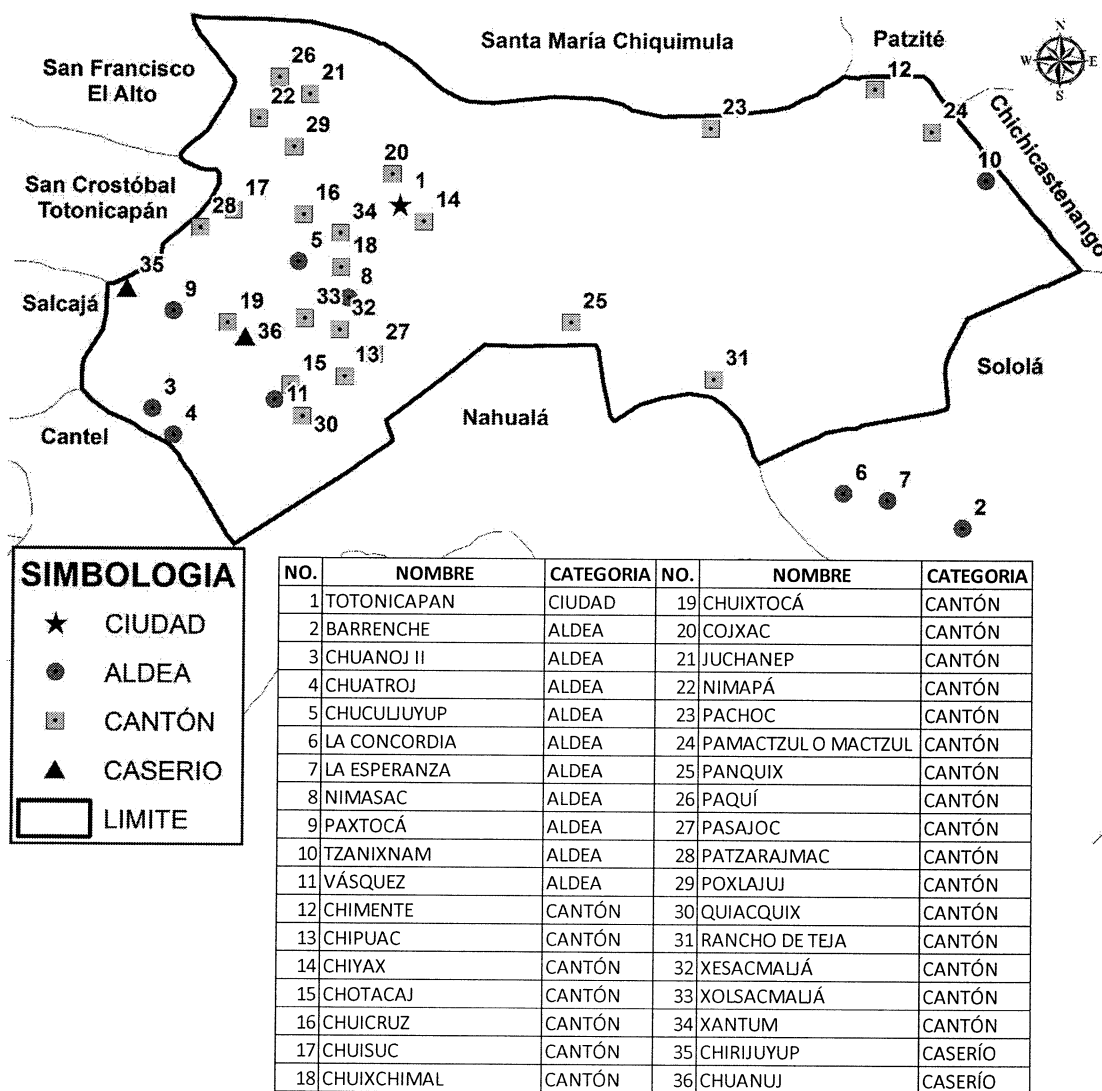 Santa María Chiquimula
Patzité
N
W E
S
San Francisco
El Alto
26
21
12
22
23
24
29
Chichicastenango
20
10
San Crostóbal
Totonicapán
17
16
1
14
28
34
5
18
35
8
9
Salcajá
33
32
19
36
25
27
31
15
13
Sololá
3
11
4
30
Nahualá
Cantel
6
7
2
SIMBOLOGIA
CIUDAD
ALDEA
CANTÓN
CASERIO
LIMITE
NO. NOMBRE CATEGORIA NO. NOMBRE CATEGORIA
1 TOTONICAPAN CIUDAD 19 CHUIXTOCÁ CANTÓN
2 BARRENCHE ALDEA 20 COJXAC CANTÓN
3 CHUANOJ II ALDEA 21 JUCHANEP CANTÓN
4 CHUATROJ ALDEA 22 NIMAPÁ CANTÓN
5 CHUCULJUYUP ALDEA 23 PACHOC CANTÓN
6 LA CONCORDIA ALDEA 24 PAMACTZUL O MACTZUL CANTÓN
7 LA ESPERANZA ALDEA 25 PANQUIX CANTÓN
8 NIMASAC ALDEA 26 PAQUÍ CANTÓN
9 PAXTOCÁ ALDEA 27 PASAJOC CANTÓN
10 TZANIXNAM ALDEA 28 PATZARAJMAC CANTÓN
11 VÁSQUEZ ALDEA 29 POXLAJUJ CANTÓN
12 CHIMENTE CANTÓN 30 QUIACQUIX CANTÓN
13 CHIPUAC CANTÓN 31 RANCHO DE TEJA CANTÓN
14 CHIYAX CANTÓN 32 XESACMALJÁ CANTÓN
15 CHOTACAJ CANTÓN 33 XOLSACMALJÁ CANTÓN
16 CHUICRUZ CANTÓN 34 XANTUM CANTÓN
17 CHUISUC CANTÓN 35 CHIRIJUYUP CASERÍO
18 CHUIXCHIMAL CANTÓN 36 CHUANUJ CASERÍO